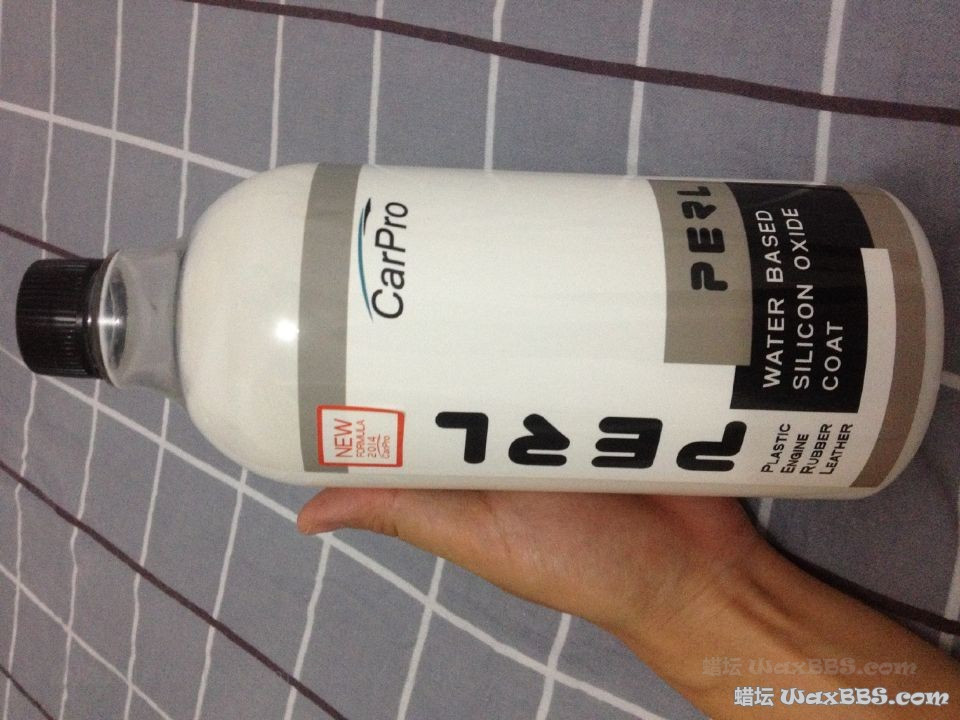 CarPro
NEW
FORMULA
2014
CarPro
PERL
PERL
WATER BASED
SILICON OXIDE
COAT
PLASTIC
ENGINE
RUBBER
LEATHER
蜡坛 WaxBBS.com
蜡坛 WaxBBS.com